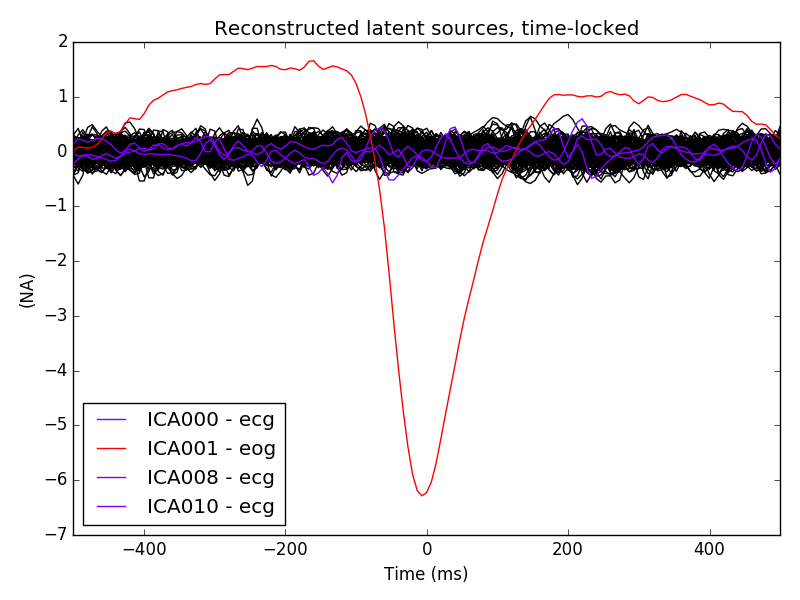 Reconstructed latent sources, time-locked
2
1
0
−1
−2
−3
−4
−5
−6
−7
(NA)
ICA000 - ecg
ICA001 - eog
ICA008 - ecg
ICA010 - ecg
−400
−200
0
200
400
Time (ms)